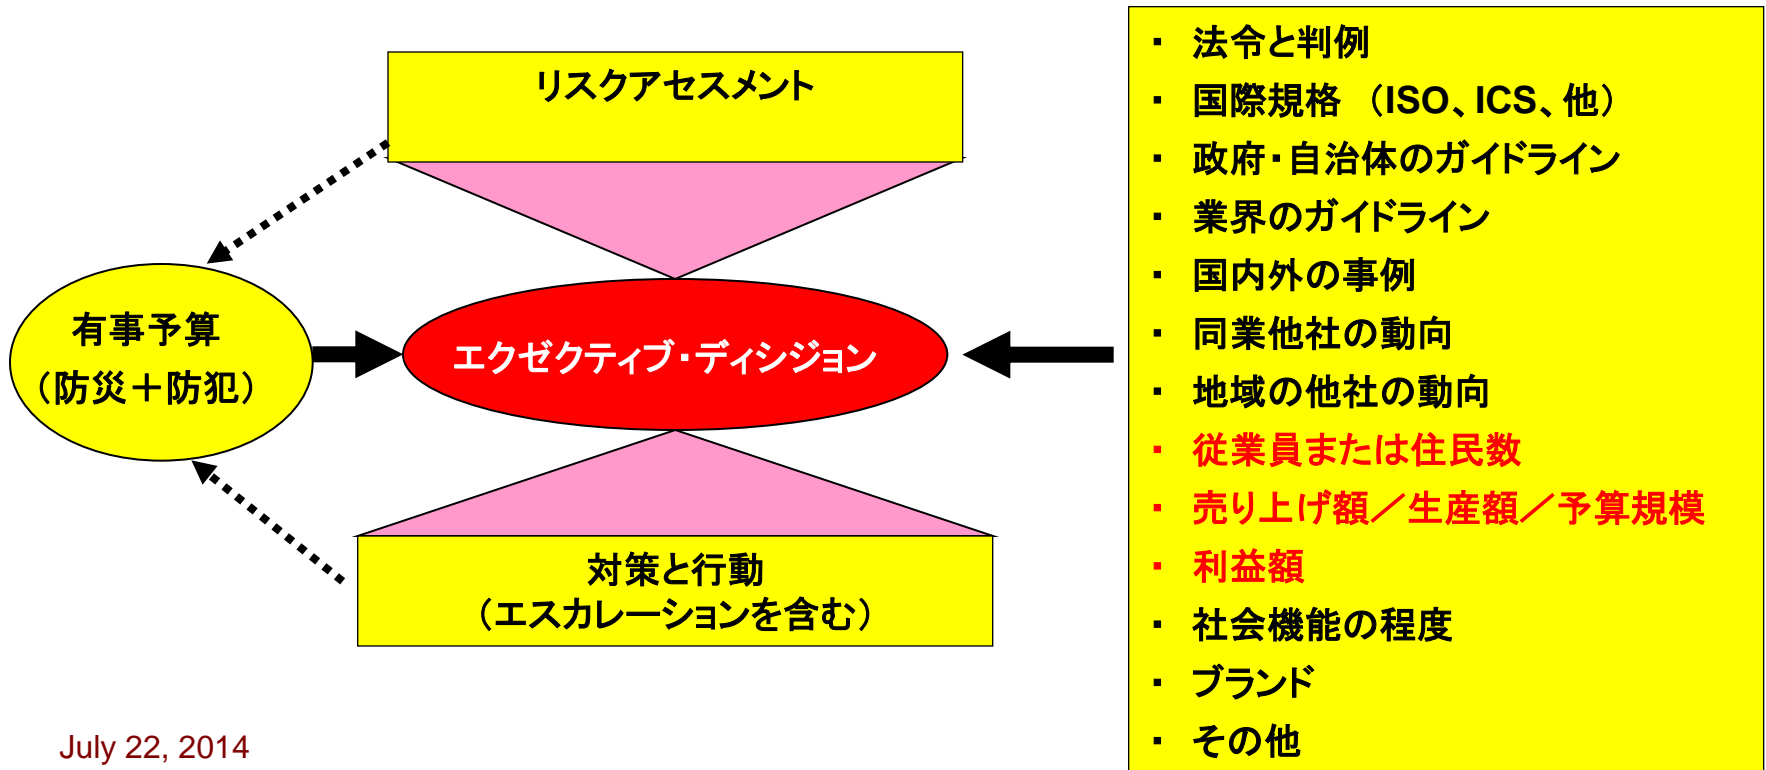 リスクアセスメント
有事予算
（防災＋防犯）
エクゼクティブ・ディシジョン
対策と行動
（エスカレーションを含む）
・ 法令と判例
・ 国際規格 （ISO、ICS、他）
・ 政府・自治体のガイドライン
・ 業界のガイドライン
・ 国内外の事例
・ 同業他社の動向
・ 地域の他社の動向
・ 従業員または住民数
・ 売り上げ額／生産額／予算規模
・ 利益額
・ 社会機能の程度
・ ブランド
・ その他
July 22, 2014